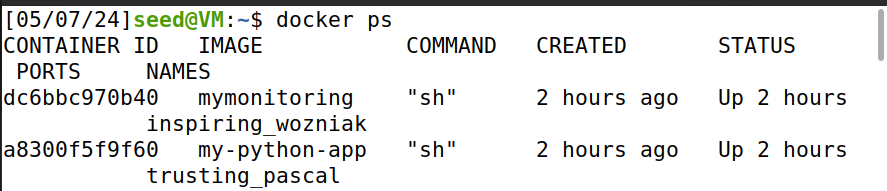 [05/07/24]seed@VM:~$ docker ps
CONTAINER ID   IMAGE           COMMAND   CREATED       STATUS
 PORTS     NAMES
dc6bbc970b40   mymonitoring    "sh"      2 hours ago   Up 2 hours
           inspiring_wozniak
a8300f5f9f60   my-python-app   "sh"      2 hours ago   Up 2 hours
           trusting_pascal